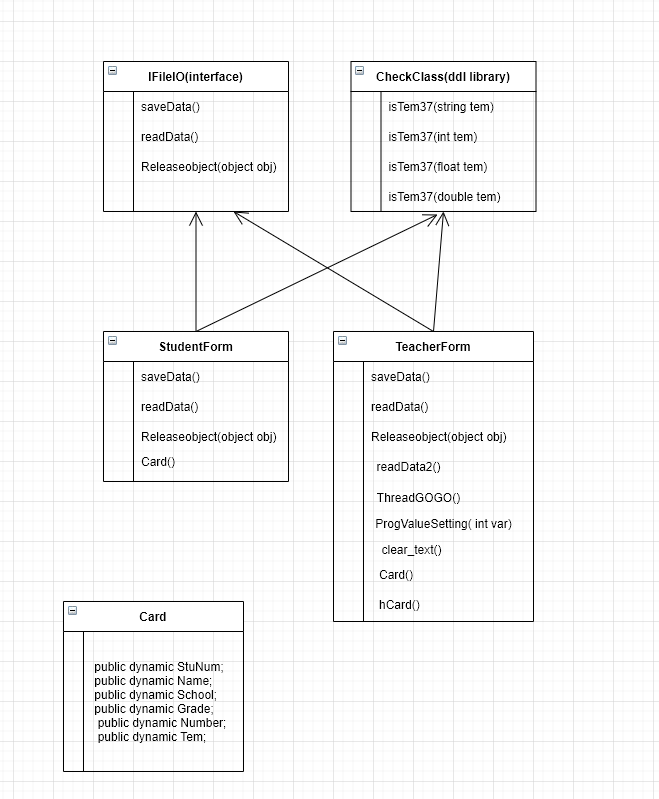 IFileIO(interface)
saveData()
readData()
Releaseobject(object obj)
CheckClass(ddl library)
isTem37(string tem)
isTem37(int tem)
isTem37(float tem)
isTem37(double tem)
StudentForm
saveData()
readData()
Releaseobject(object obj)
Card()
TeacherForm
saveData()
readData()
Releaseobject(object obj)
readData2()
ThreadGOGO()
ProgValueSetting( int var)
clear_text()
Card()
hCard()
Card
public dynamic StuNum;
public dynamic Name;
public dynamic School;
public dynamic Grade;
public dynamic Number;
public dynamic Tem;